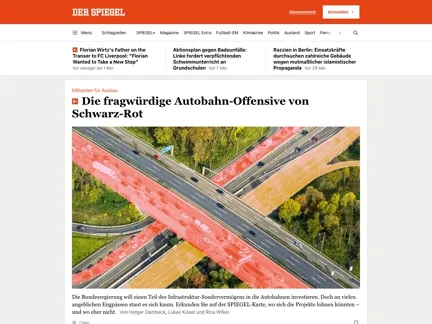 DER SPIEGEL
Abonnement
Anmelden
Menü Schlagzeilen SPIEGEL+ Magazine SPIEGEL Extra Fußball-EM Klimakrise Politik Ausland Sport
Florian Wirtz's Father on the
Transer to FC Liverpool: "Florian
Wanted to Take a New Step"
Vor weniger als 1 Min
Aktionsplan gegen Badeunfälle:
Linke fordert verpflichtenden
Schwimmunterricht an
Grundschulen Vor 7 Min
Razzien in Berlin: Einsatzkräfte
durchsuchen zahlreiche Gebäude
wegen mutmaßlicher islamistischer
Propaganda Vor 29 Min
Milliarden für Ausbau
Die fragwürdige Autobahn-Offensive von
Schwarz-Rot
Die Bundesregierung will einen Teil des Infrastruktur-Sondervermögens in die Autobahnen investieren. Doch an vielen
angeblichen Engpässen staut es sich kaum. Erkunden Sie auf der SPIEGEL-Karte, wo sich die Projekte lohnen könnten –
und wo eher nicht. Von Holger Dambeck, Lukas Kissel und Rina Wilkin
7 Min